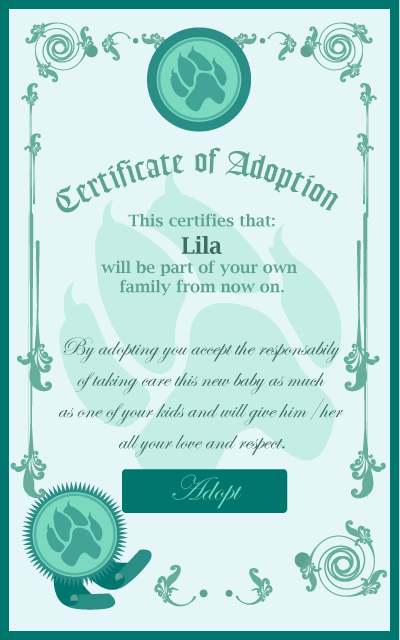 Certificate of Adoption
This certifies that:
Lila
will be part of your own
family from now on.
By adopting you accept the responsabily
of taking care this new baby as much
as one of your kids and will give him /her
all your love and respect.
Adopt